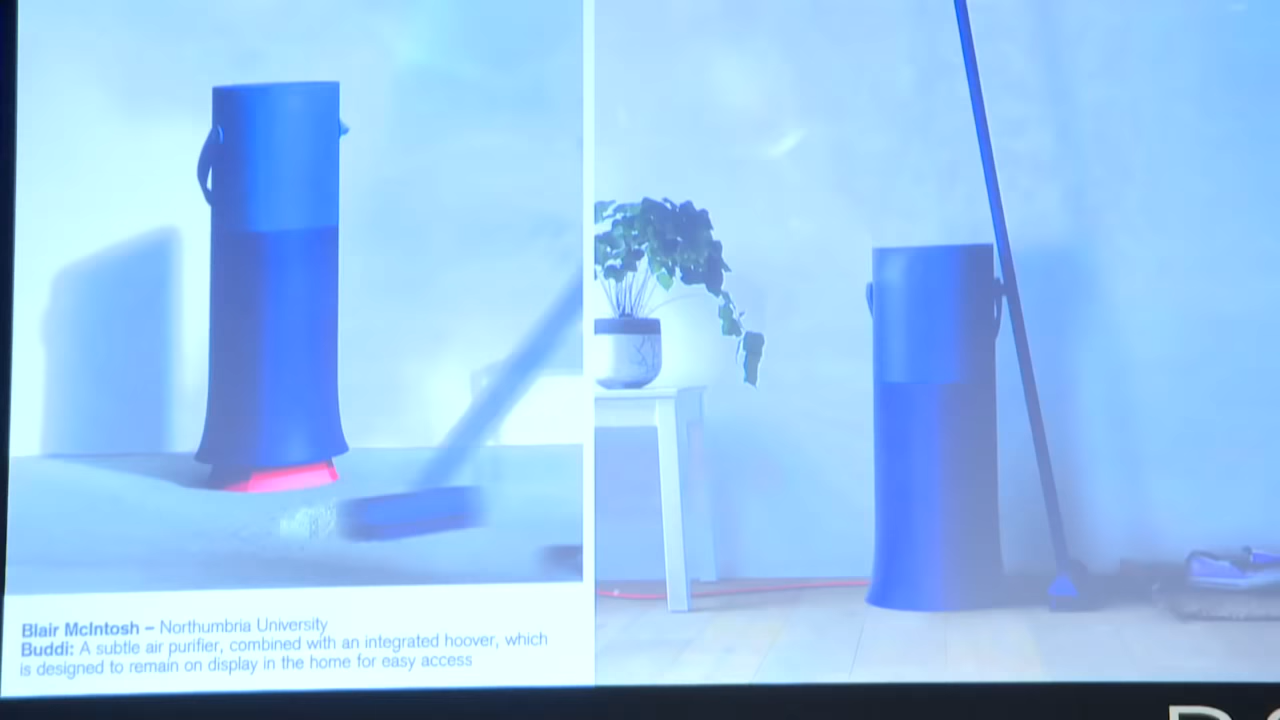 Blair McIntosh – Northumbria University
Buddi: A subtle air purifier, combined with an integrated hoover, which
is designed to remain on display in the home for easy access